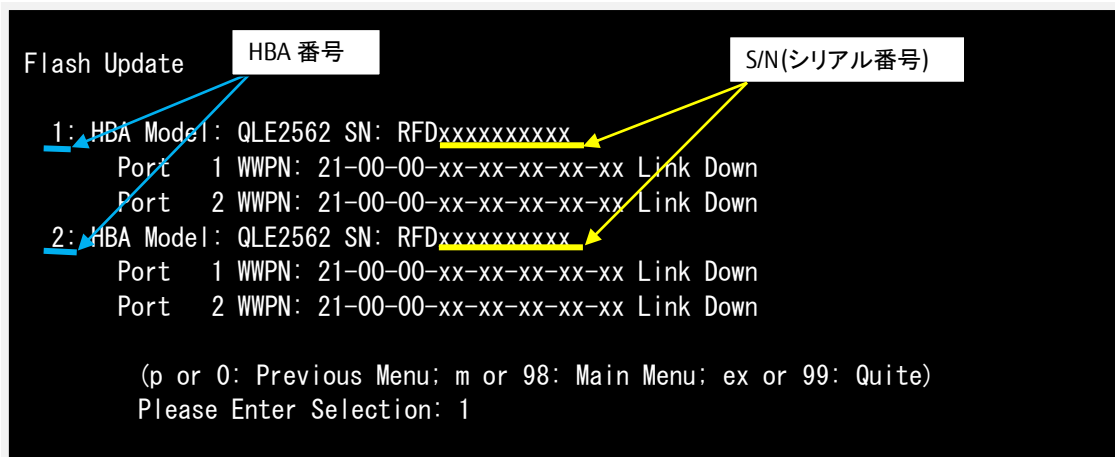 HBA 番号
S/N(シリアル番号)
Flash Update
1: HBA Model: QLE2562 SN: RFDxxxxxxxxxx
Port 1 WWPN: 21-00-00-xx-xx-xx-xx-xx Link Down
Port 2 WWPN: 21-00-00-xx-xx-xx-xx-xx Link Down
2: HBA Model: QLE2562 SN: RFDxxxxxxxxxx
Port 1 WWPN: 21-00-00-xx-xx-xx-xx-xx Link Down
Port 2 WWPN: 21-00-00-xx-xx-xx-xx-xx Link Down
(p or 0: Previous Menu; m or 98: Main Menu; ex or 99: Quite)
Please Enter Selection: 1